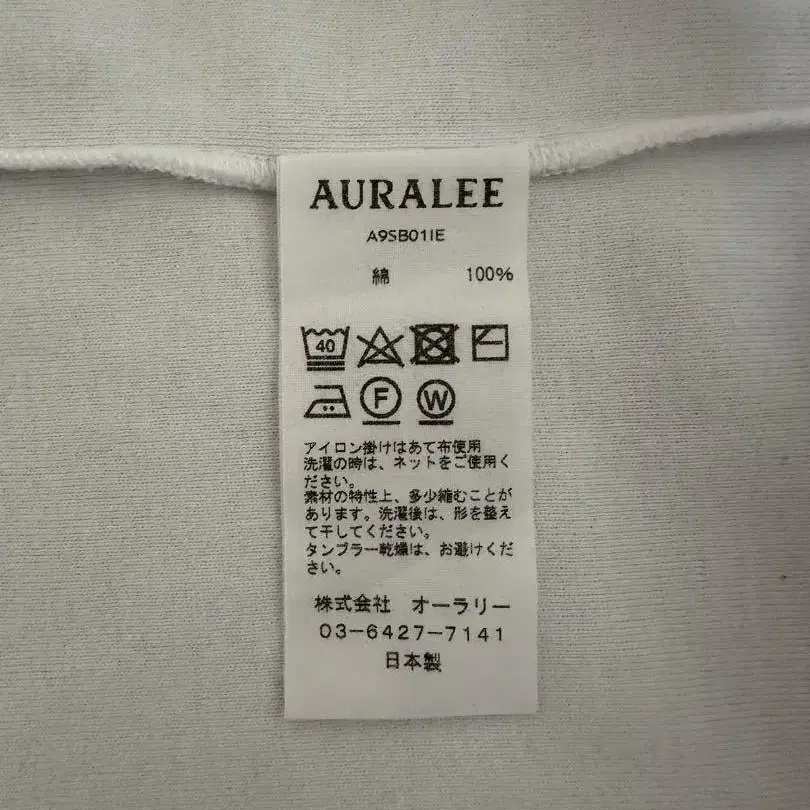 AURALEE
A9SB01IE
綿 100%
40
F W
アイロン掛けはあて布使用
洗濯の時は、ネットをご使用く
ださい。
素材の特性上、多少縮むことが
あります。洗濯後は、形を整え
て干してください。
タンブラー乾燥は、お避けくだ
さい。
株式会社 オーラリー
03-6427-7141
日本製